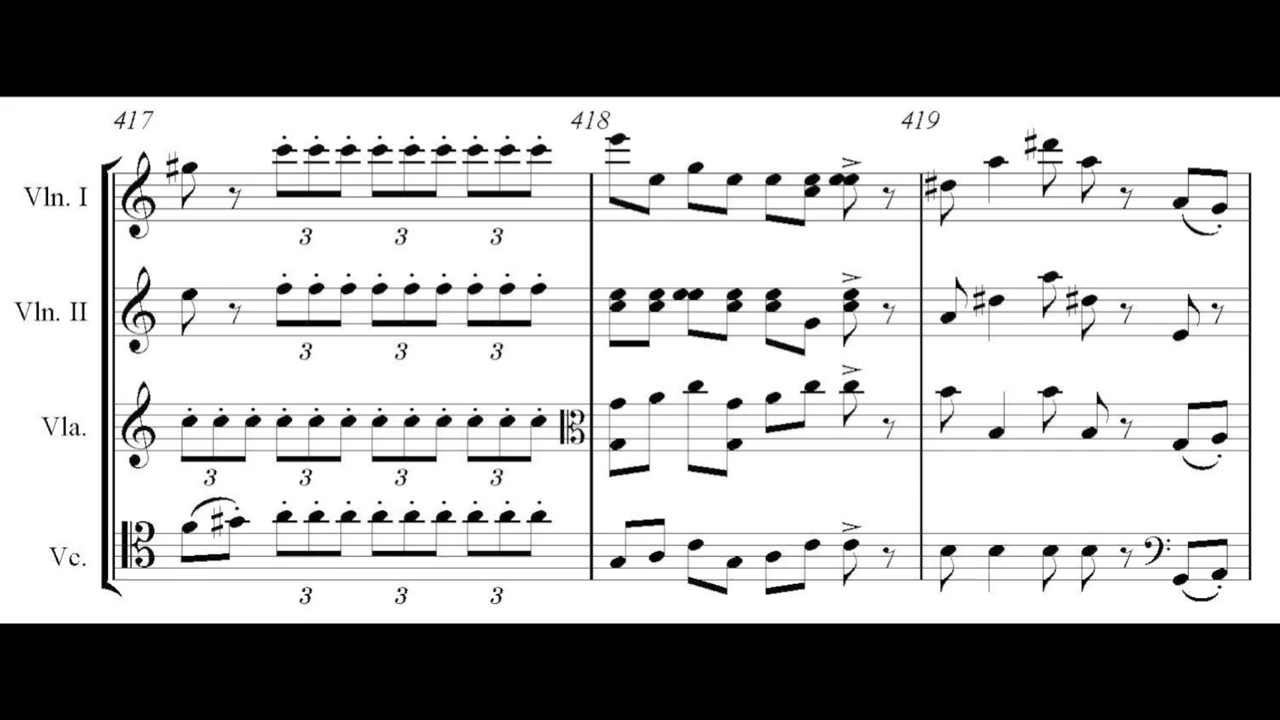 417 418 419
Vln. I
3 3 3
Vln. II
3 3 3
Vla.
3 3 3 3
Vc.
3 3 3